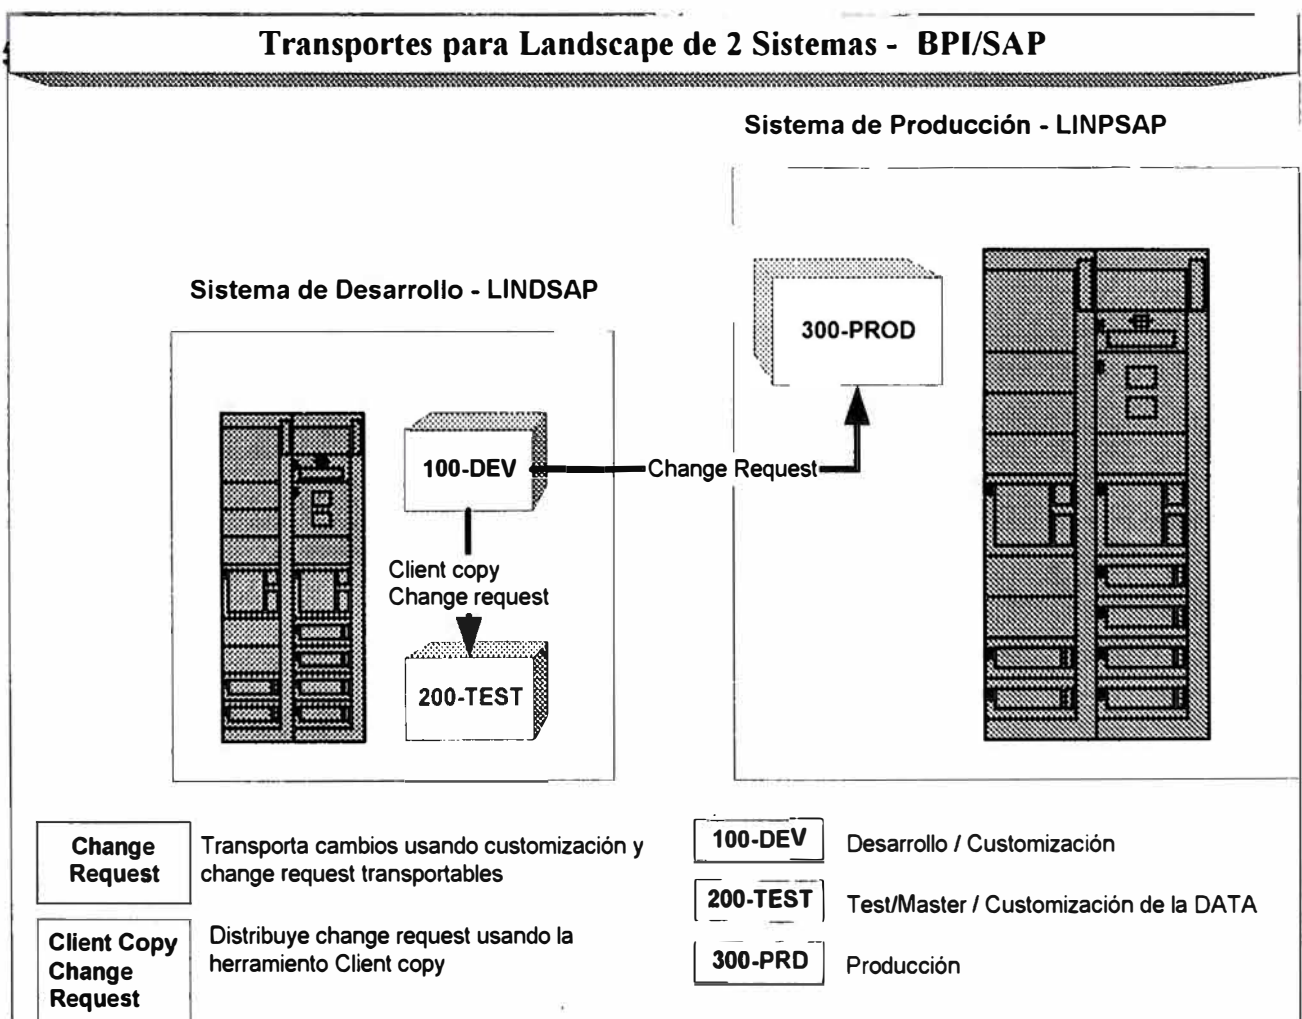 Transportes para Landscape de 2 Sistemas - BPI/SAP
Sistema de Producción - LINPSAP
Sistema de Desarrollo - LINDSAP
300-PROD
100-DEV
Change Request
Client copy
Change request
200-TEST
Change
Request
Transporta cambios usando customización y
change request transportables
Client Copy
Change
Request
Distribuye change request usando la
herramiento Client copy
100-DEV
Desarrollo / Customización
200-TEST
Test/Master / Customización de la DATA
300-PRD
Producción